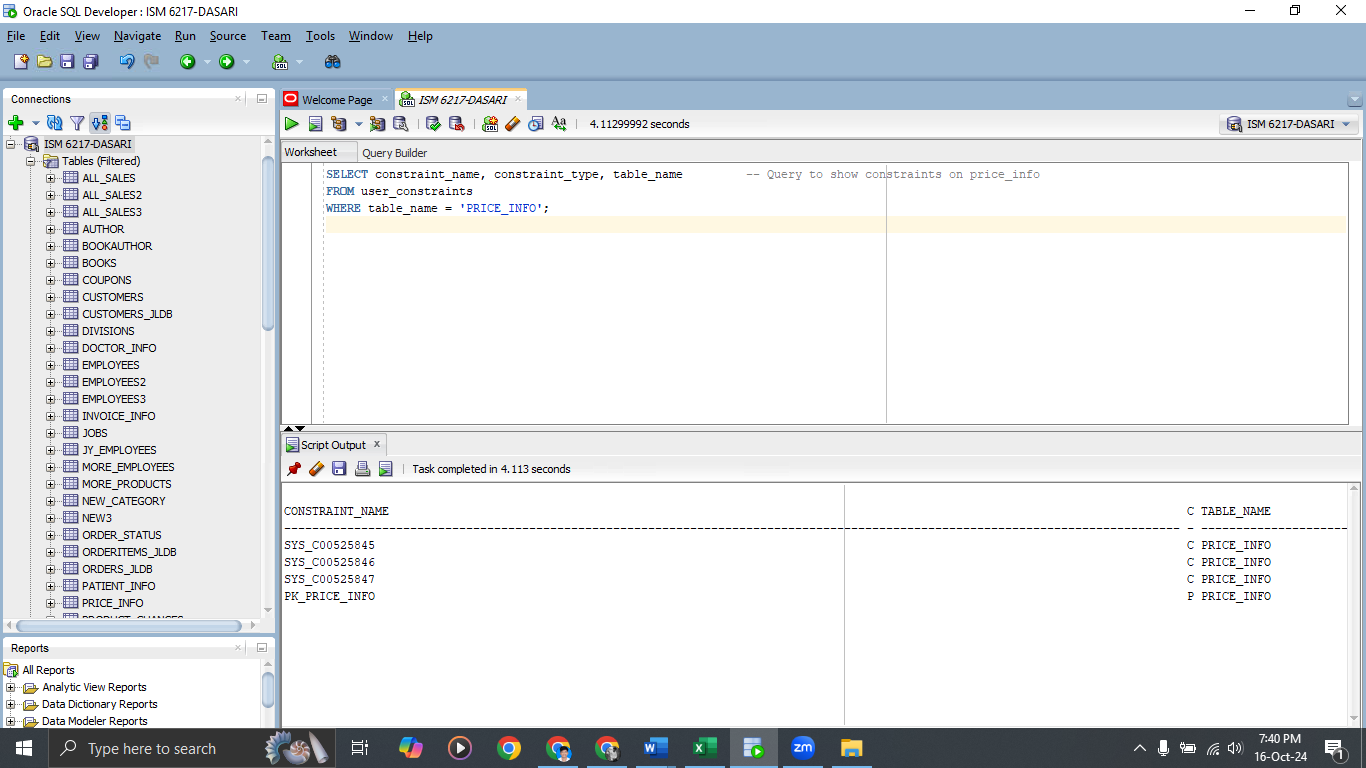 Oracle SQL Developer : ISM 6217-DASARI
File Edit View Navigate Run Source Team Tools Window Help
Connections
ISM 6217-DASARI
Tables (Filtered)
ALL_SALES
ALL_SALES2
ALL_SALES3
AUTHOR
BOOKAUTHOR
BOOKS
COUPONS
CUSTOMERS
CUSTOMERS_JLDB
DIVISIONS
DOCTOR_INFO
EMPLOYEES
EMPLOYEES2
EMPLOYEES3
INVOICE_INFO
JOBS
JY_EMPLOYEES
MORE_EMPLOYEES
MORE_PRODUCTS
NEW_CATEGORY
NEW3
ORDER_STATUS
ORDERITEMS_JLDB
ORDERS_JLDB
PATIENT_INFO
PRICE_INFO
PRODUCT_CHANGES
Reports
All Reports
Analytic View Reports
Data Dictionary Reports
Data Modeler Reports
Welcome Page ISM 6217-DASARI
4.11299992 seconds ISM 6217-DASARI
Worksheet Query Builder
SELECT constraint_name, constraint_type, table_name -- Query to show constraints on price_info
FROM user_constraints
WHERE table_name = 'PRICE_INFO';
Script Output
Task completed in 4.113 seconds
CONSTRAINT_NAME C TABLE_NAME
SYS_C00525845 C PRICE_INFO
SYS_C00525846 C PRICE_INFO
SYS_C00525847 C PRICE_INFO
PK_PRICE_INFO P PRICE_INFO
Type here to search
zm
7:40 PM
16-Oct-24
1